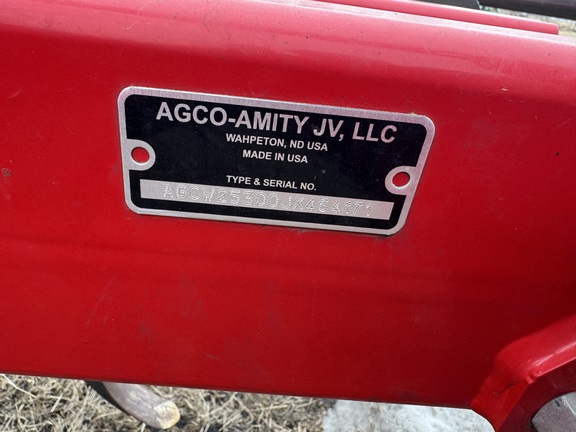 AGCO-AMITY JV, LLC
WAHPETON, ND USA
MADE IN USA
TYPE & SERIAL NO.